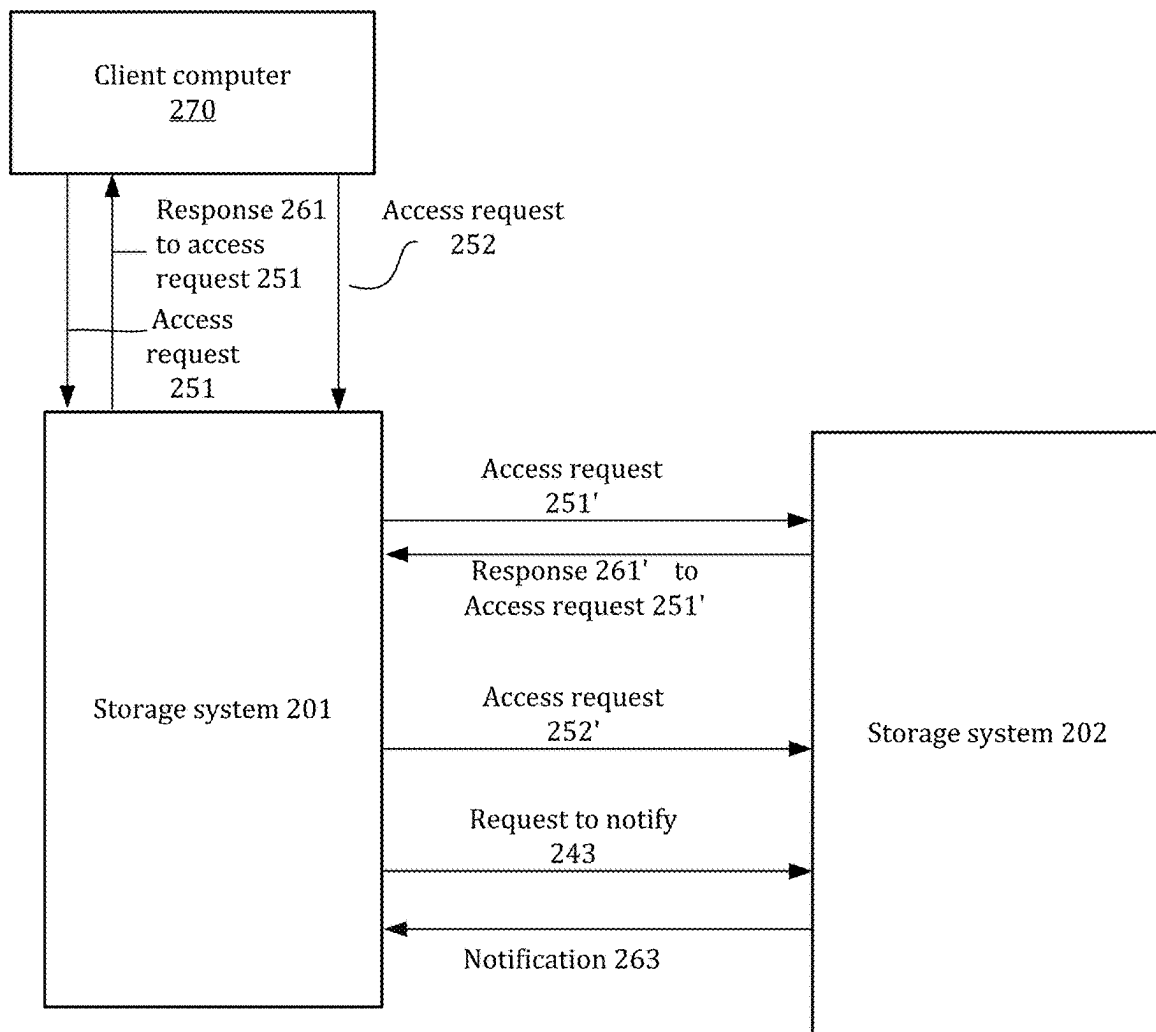 Client computer
270
Response 261
to access
request 251
Access request
252
Access
request
251
Access request
251'
Response 261' to
Access request 251'
Storage system 201
Access request
252'
Storage system 202
Request to notify
243
Notification 263